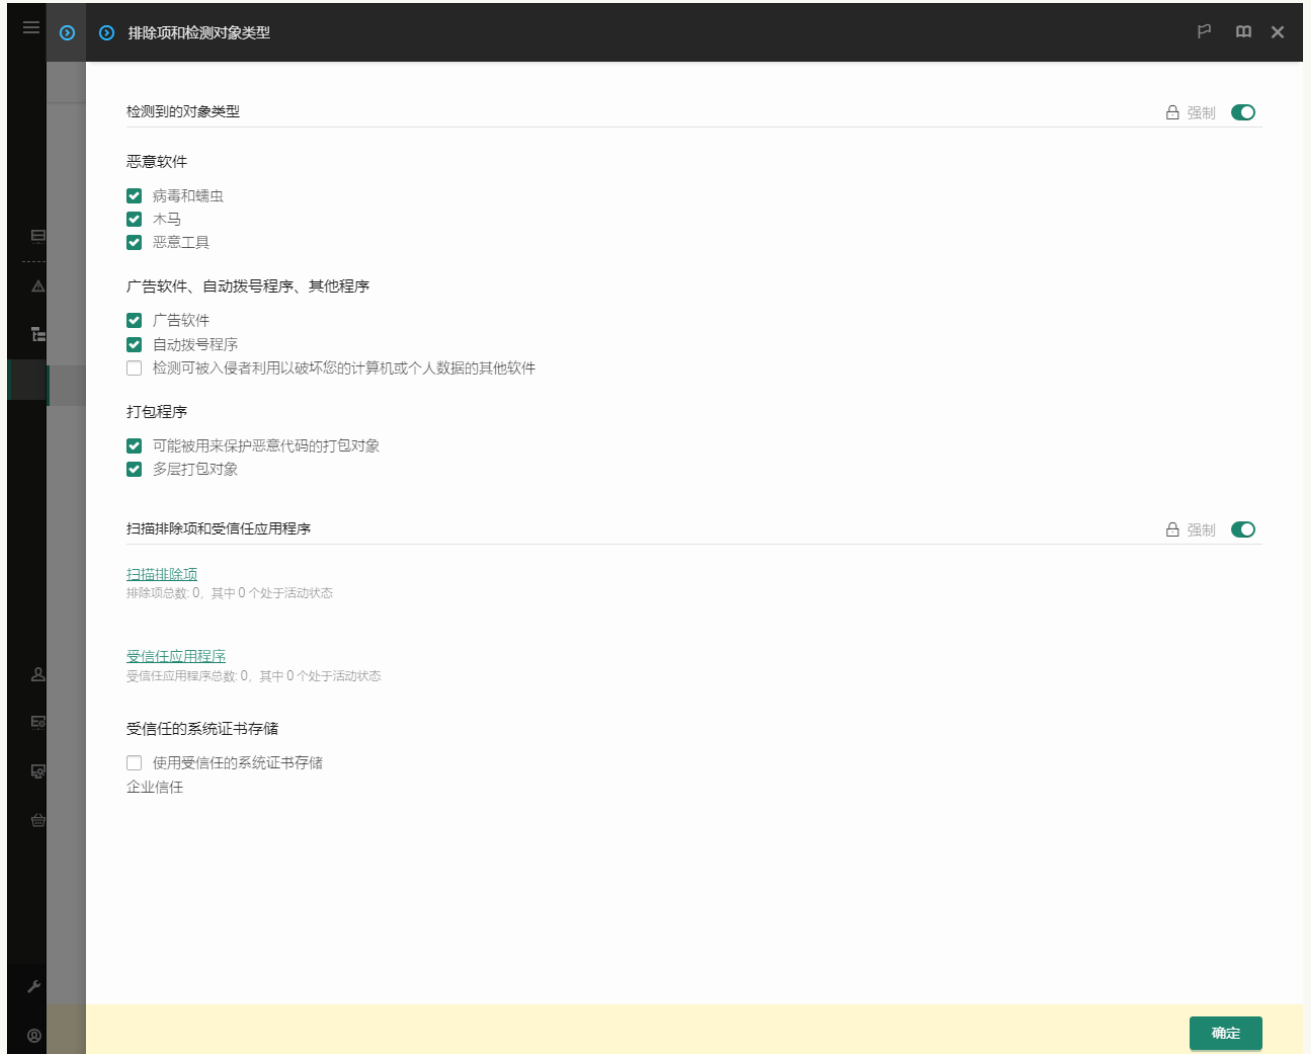 排除项和检测对象类型
检测到的对象类型
强制
恶意软件
病毒和蠕虫
木马
恶意工具
广告软件、自动拨号程序、其他程序
广告软件
自动拨号程序
检测可被入侵者利用以破坏您的计算机或个人数据的其他软件
打包程序
可能被用来保护恶意代码的打包对象
多层打包对象
扫描排除项和受信任应用程序
强制
扫描排除项
排除项总数: 0，其中 0 个处于活动状态
受信任应用程序
受信任应用程序总数: 0，其中 0 个处于活动状态
受信任的系统证书存储
使用受信任的系统证书存储
企业信任
确定